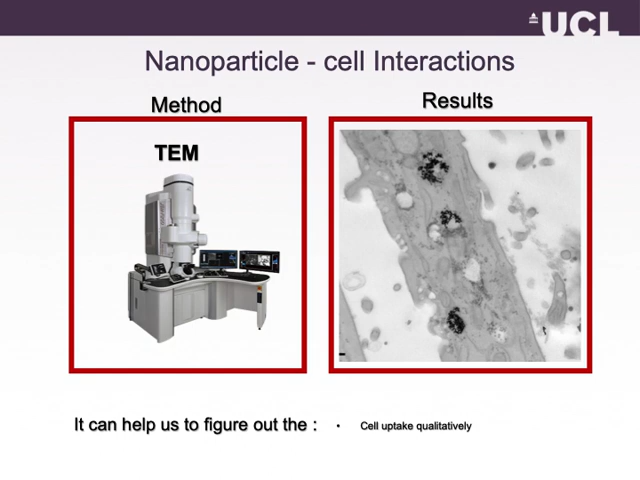 UCL
Nanoparticle - cell Interactions
Method
Results
TEM
It can help us to figure out the :
• Cell uptake qualitatively